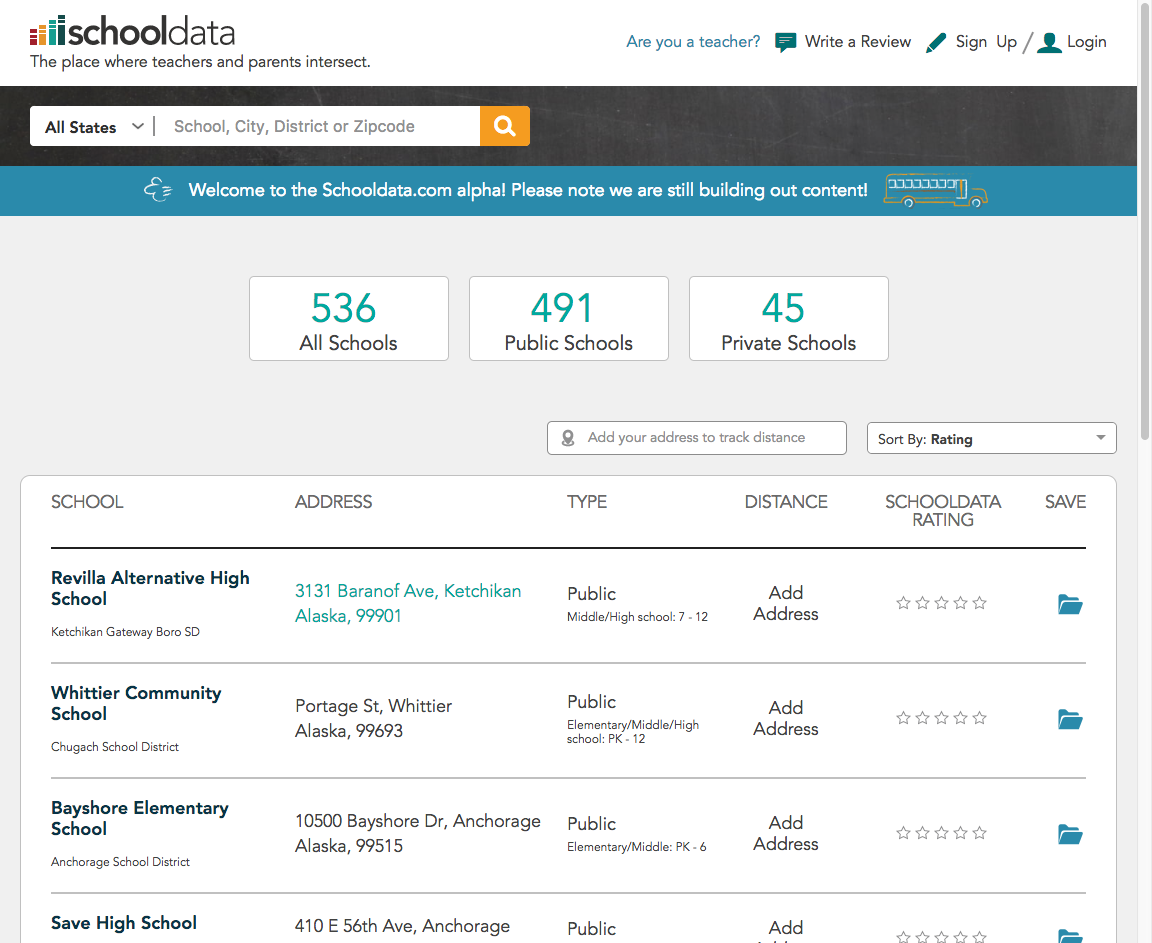 schooldata
The place where teachers and parents intersect.
Are you a teacher?
Write a Review
Sign Up / Login
All States
School, City, District or Zipcode
Welcome to the Schooldata.com alpha! Please note we are still building out content!
536
All Schools
491
Public Schools
45
Private Schools
Add your address to track distance
Sort By: Rating
SCHOOL
ADDRESS
TYPE
DISTANCE
SCHOOLDATA
RATING
SAVE
Revilla Alternative High
School
Ketchikan Gateway Boro SD
3131 Baranof Ave, Ketchikan
Alaska, 99901
Public
Middle/High school: 7 - 12
Add
Address
Whittier Community
School
Chugach School District
Portage St, Whittier
Alaska, 99693
Public
Elementary/Middle/High
school: PK - 12
Add
Address
Bayshore Elementary
School
Anchorage School District
10500 Bayshore Dr, Anchorage
Alaska, 99515
Public
Elementary/Middle: PK - 6
Add
Address
Save High School
410 E 56th Ave, Anchorage
Public
Add